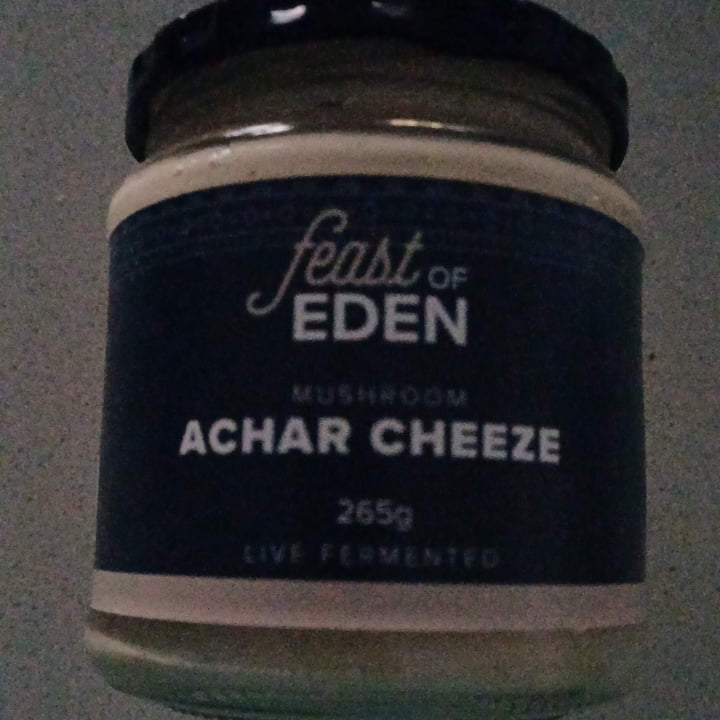 feast OF
EDEN
MUSHROOM
ACHAR CHEEZE
265g
LIVE FERMENTED